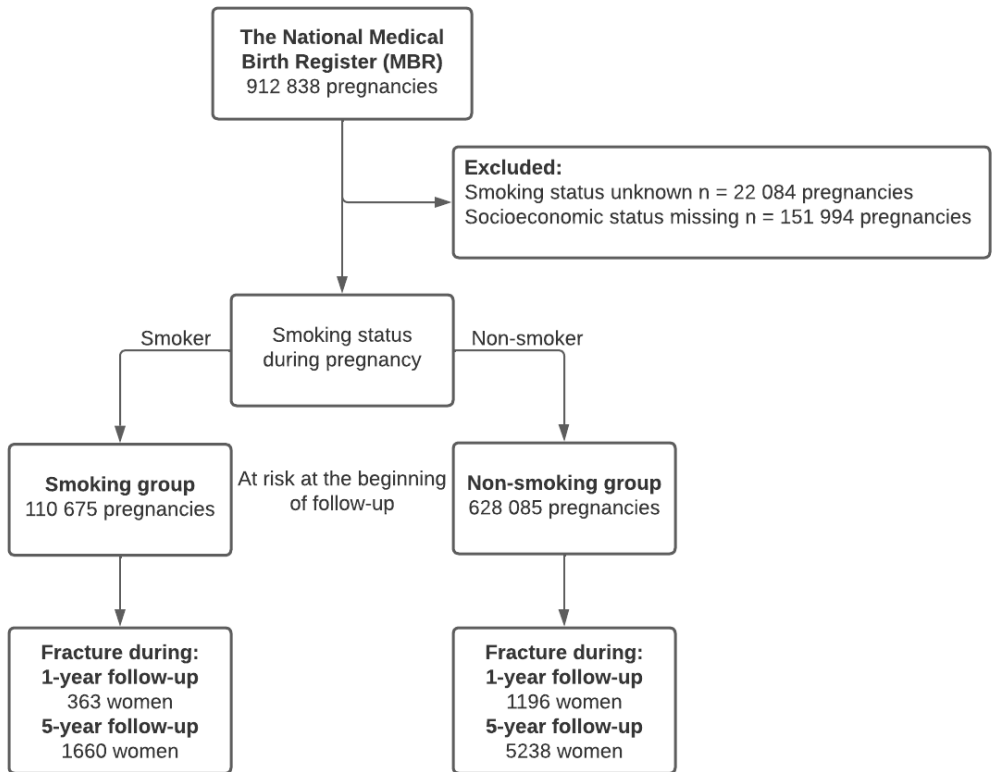 The National Medical
Birth Register (MBR)
912 838 pregnancies
Excluded:
Smoking status unknown n = 22 084 pregnancies
Socioeconomic status missing n = 151 994 pregnancies
Smoking status
during pregnancy
Smoker
Non-smoker
Smoking group
110 675 pregnancies
At risk at the beginning
of follow-up
Non-smoking group
628 085 pregnancies
Fracture during:
1-year follow-up
363 women
5-year follow-up
1660 women
Fracture during:
1-year follow-up
1196 women
5-year follow-up
5238 women